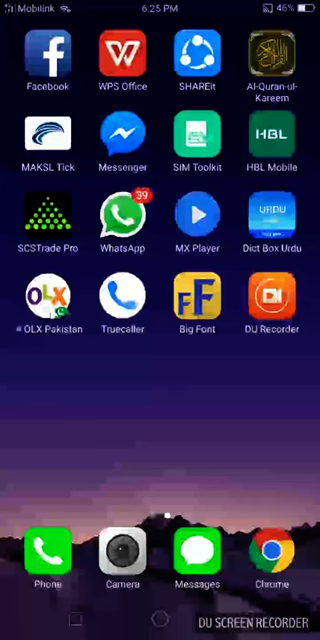 Mobilink 6:25 PM 46%
Facebook WPS Office SHAREit Al-Quran-ul-Kareem
MAKSL Tick Messenger SIM Toolkit HBL Mobile
HBL
39
URDU
SCSTrade Pro WhatsApp MX Player Dict Box Urdu
OLX
FF
OLX Pakistan Truecaller Big Font DU Recorder
Phone Camera Messages Chrome
DU SCREEN RECORDER